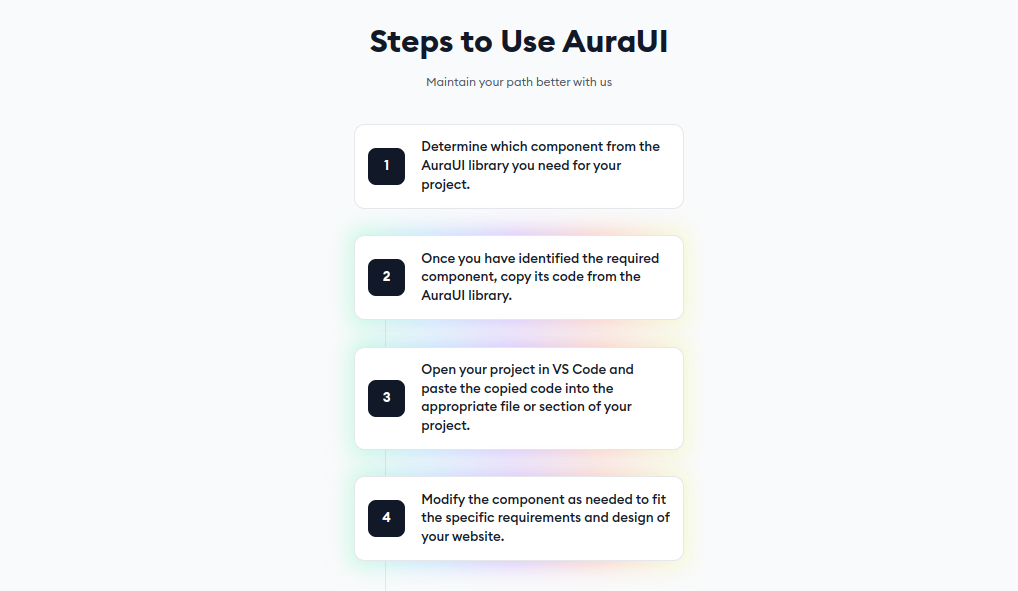 Steps to Use AuraUI
Maintain your path better with us
1
Determine which component from the
AuraUI library you need for your
project.
2
Once you have identified the required
component, copy its code from the
AuraUI library.
3
Open your project in VS Code and
paste the copied code into the
appropriate file or section of your
project.
4
Modify the component as needed to fit
the specific requirements and design of
your website.